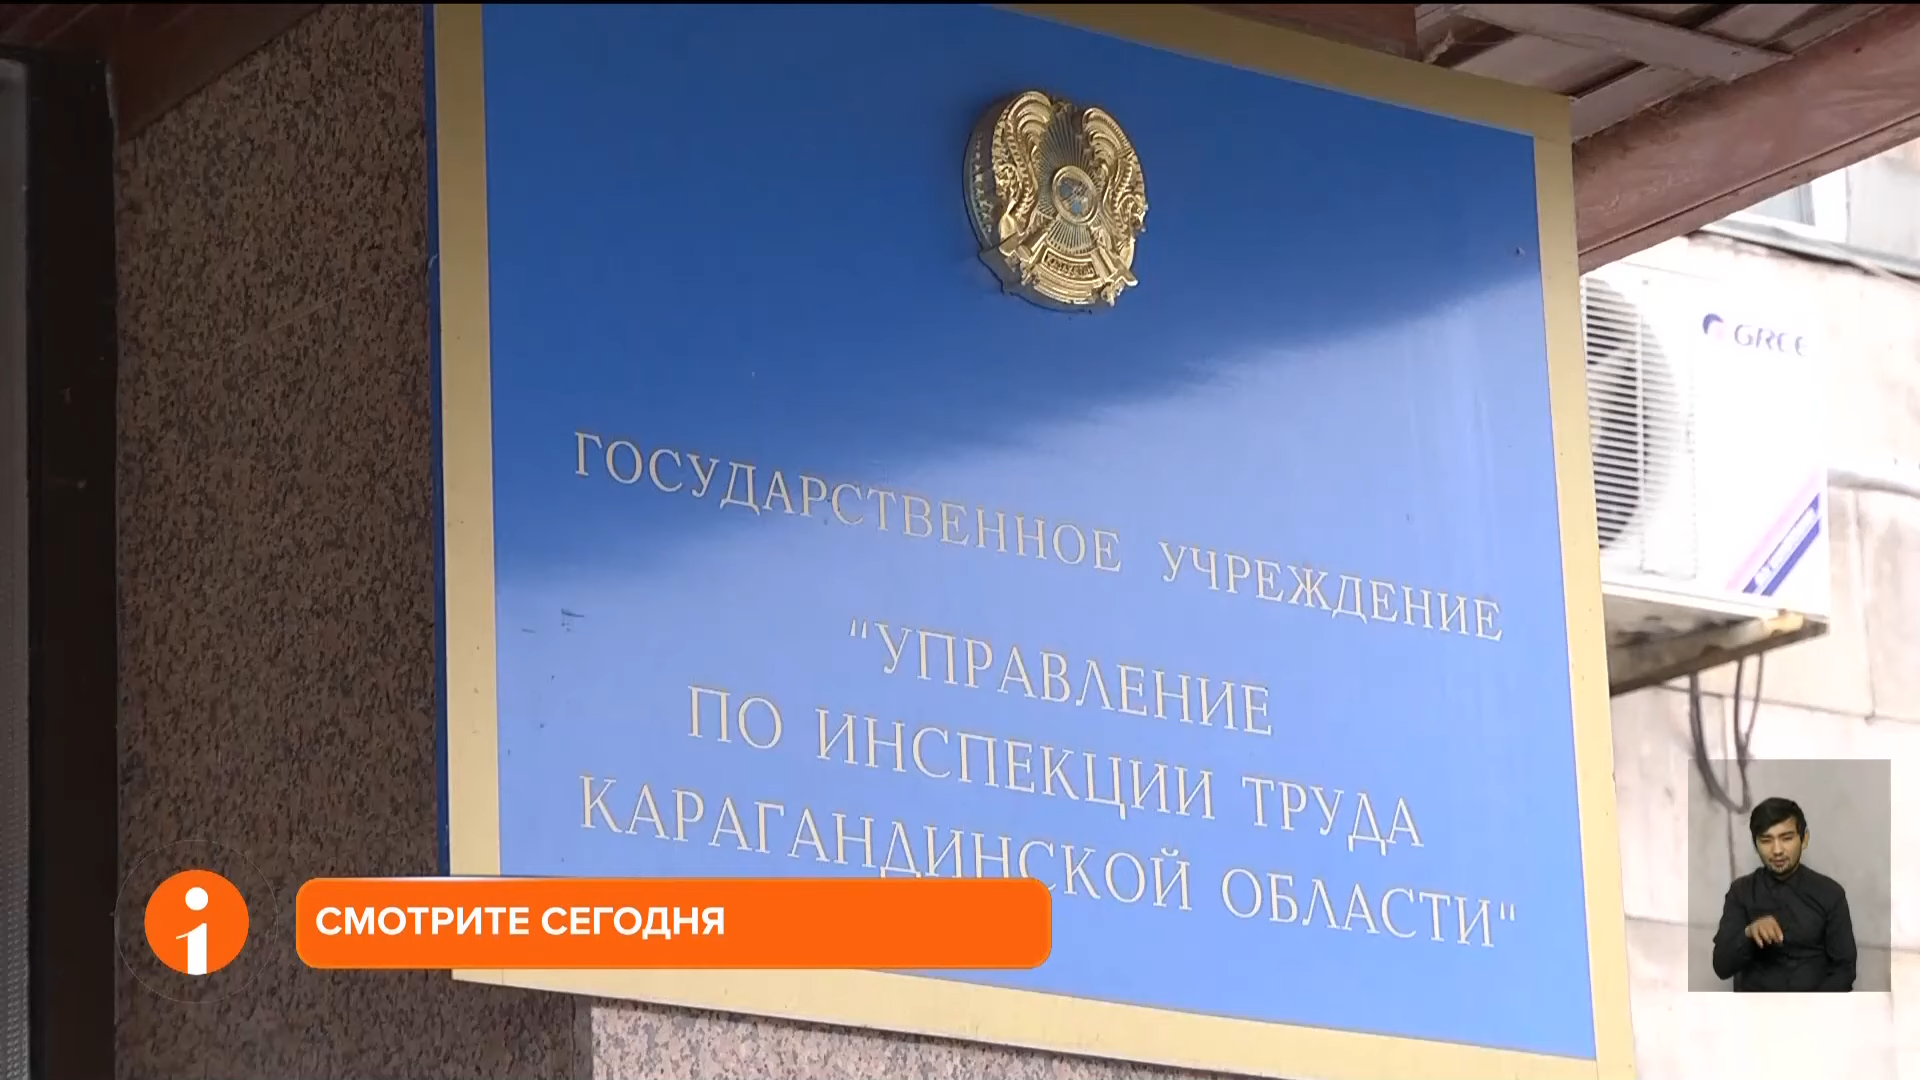 ГОСУДАРСТВЕННОЕ УЧРЕЖДЕНИЕ
"УПРАВЛЕНИЕ
ПО ИНСПЕКЦИИ ТРУДА
КАРАГАНДИНСКОЙ ОБЛАСТИ"
GREE
СМОТРИТЕ СЕГОДНЯ